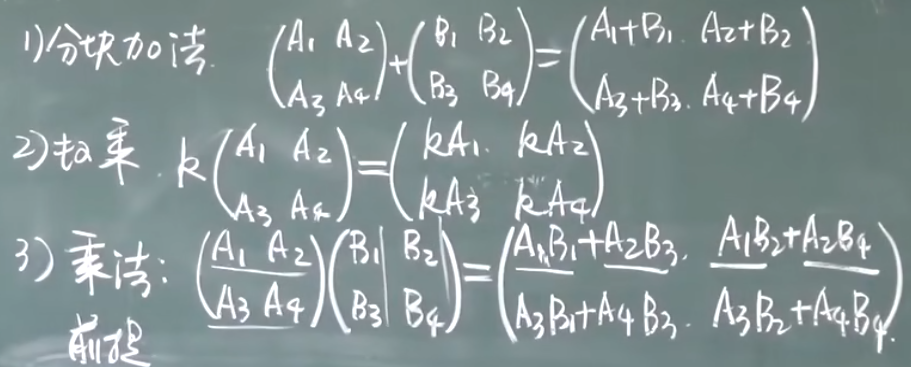 1)分块加法. (A₁ A₂ / A₃ A₄)+(B₁ B₂ / B₃ B₄)=(A₁+B₁. A₂+B₂ / A₃+B₃. A₄+B₄)
2)数乘. k(A₁ A₂ / A₃ A₄)=(kA₁. kA₂ / kA₃ kA₄)
3)乘法: (A₁ A₂ / A₃ A₄)(B₁ B₂ / B₃ B₄)=(A₁B₁+A₂B₃. A₁B₂+A₂B₄ / A₃B₁+A₄B₃. A₃B₂+A₄B₄).
前提